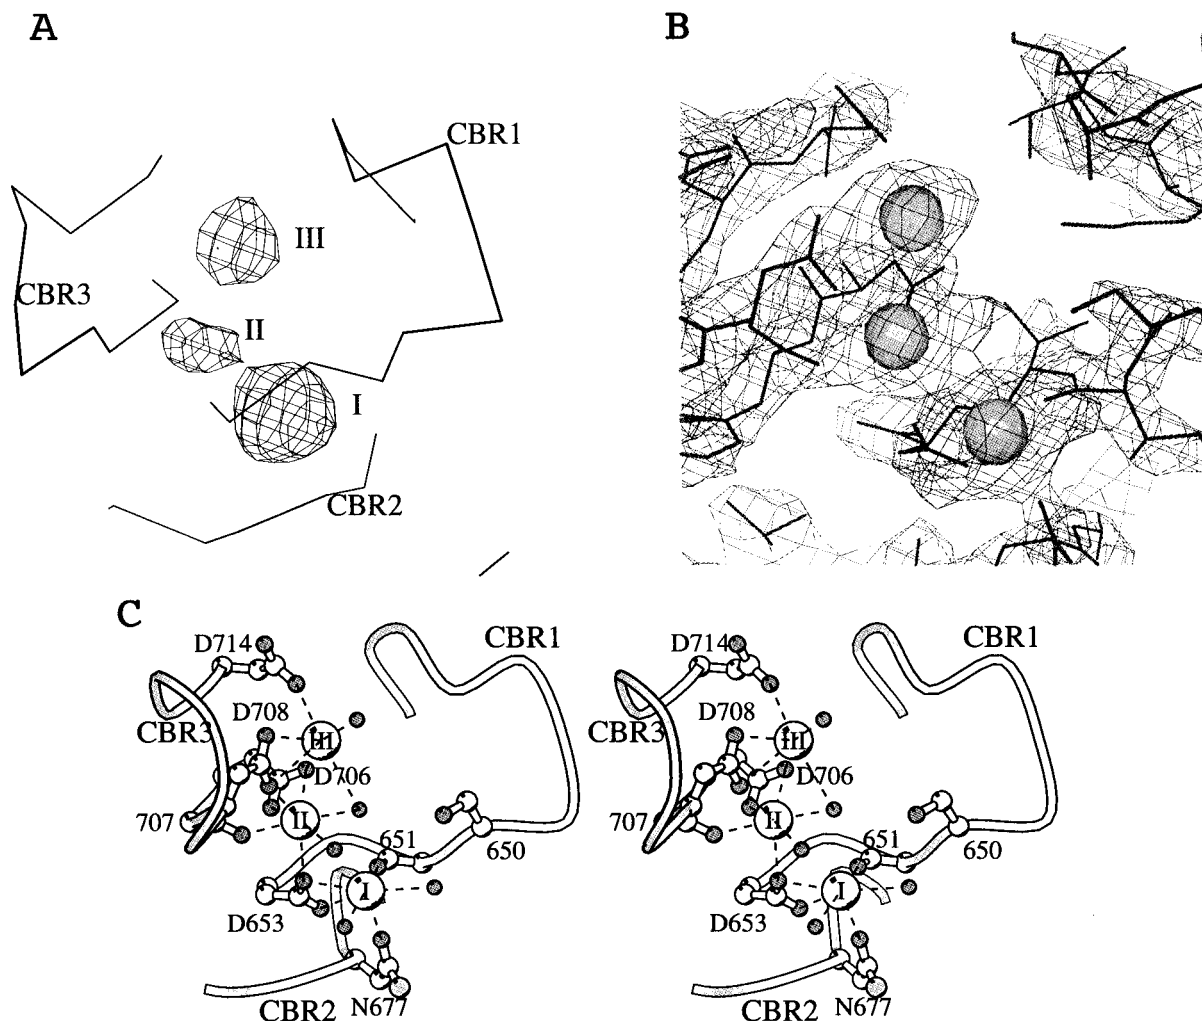 A
B
CBR1
III
CBR3
II
I
CBR2
C
D714
CBR1
D714
CBR1
CBR3
D708
III
CBR3
D708
III
D706
D706
707
II
707
II
651
650
651
650
I
I
D653
D653
CBR2
N677
CBR2
N677